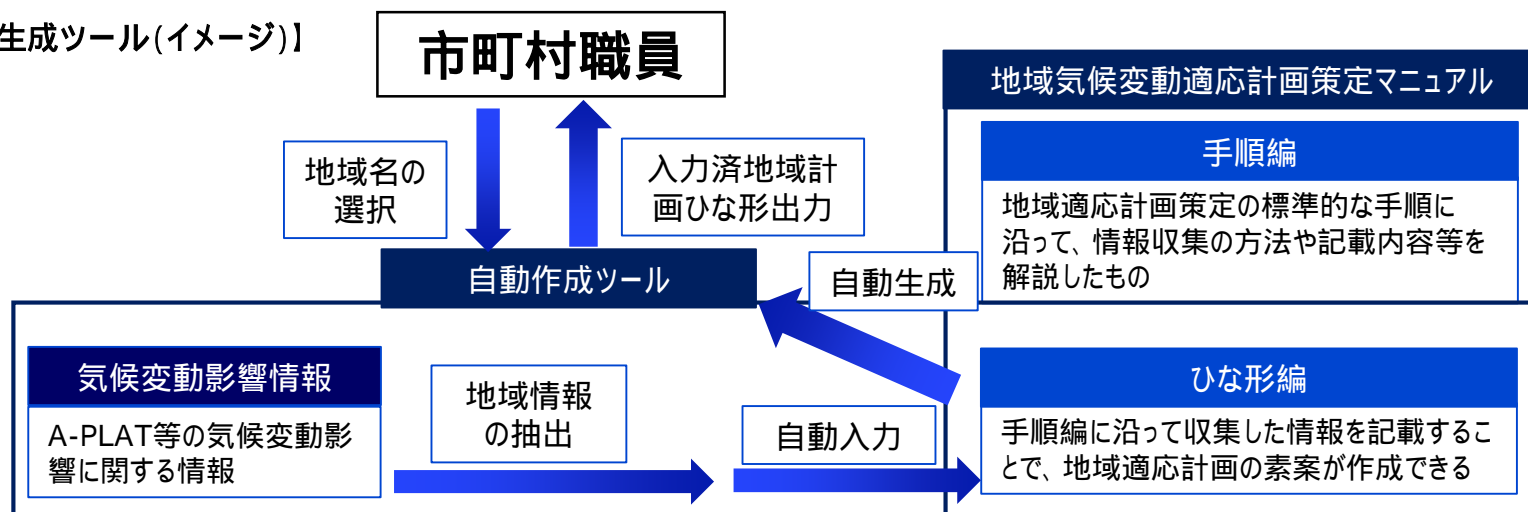 生成ツール(イメージ)】
市町村職員
地域名の
選択
入力済地域計
画ひな形出力
自動作成ツール
自動生成
気候変動影響情報
A-PLAT等の気候変動影
響に関する情報
地域情報
の抽出
自動入力
地域気候変動適応計画策定マニュアル
手順編
地域適応計画策定の標準的な手順に
沿って、情報収集の方法や記載内容等を
解説したもの
ひな形編
手順編に沿って収集した情報を記載するこ
とで、地域適応計画の素案が作成できる